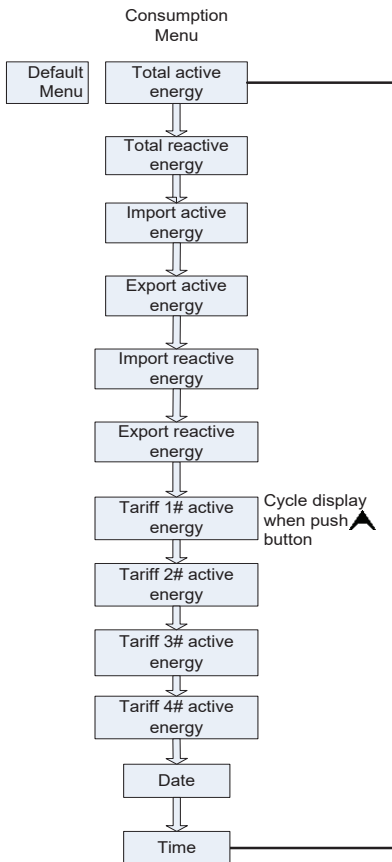 Consumption
Menu
Default
Menu
Total active
energy
Total reactive
energy
Import active
energy
Export active
energy
Import reactive
energy
Export reactive
energy
Tariff 1# active
energy
Cycle display
when push
button
Tariff 2# active
energy
Tariff 3# active
energy
Tariff 4# active
energy
Date
Time